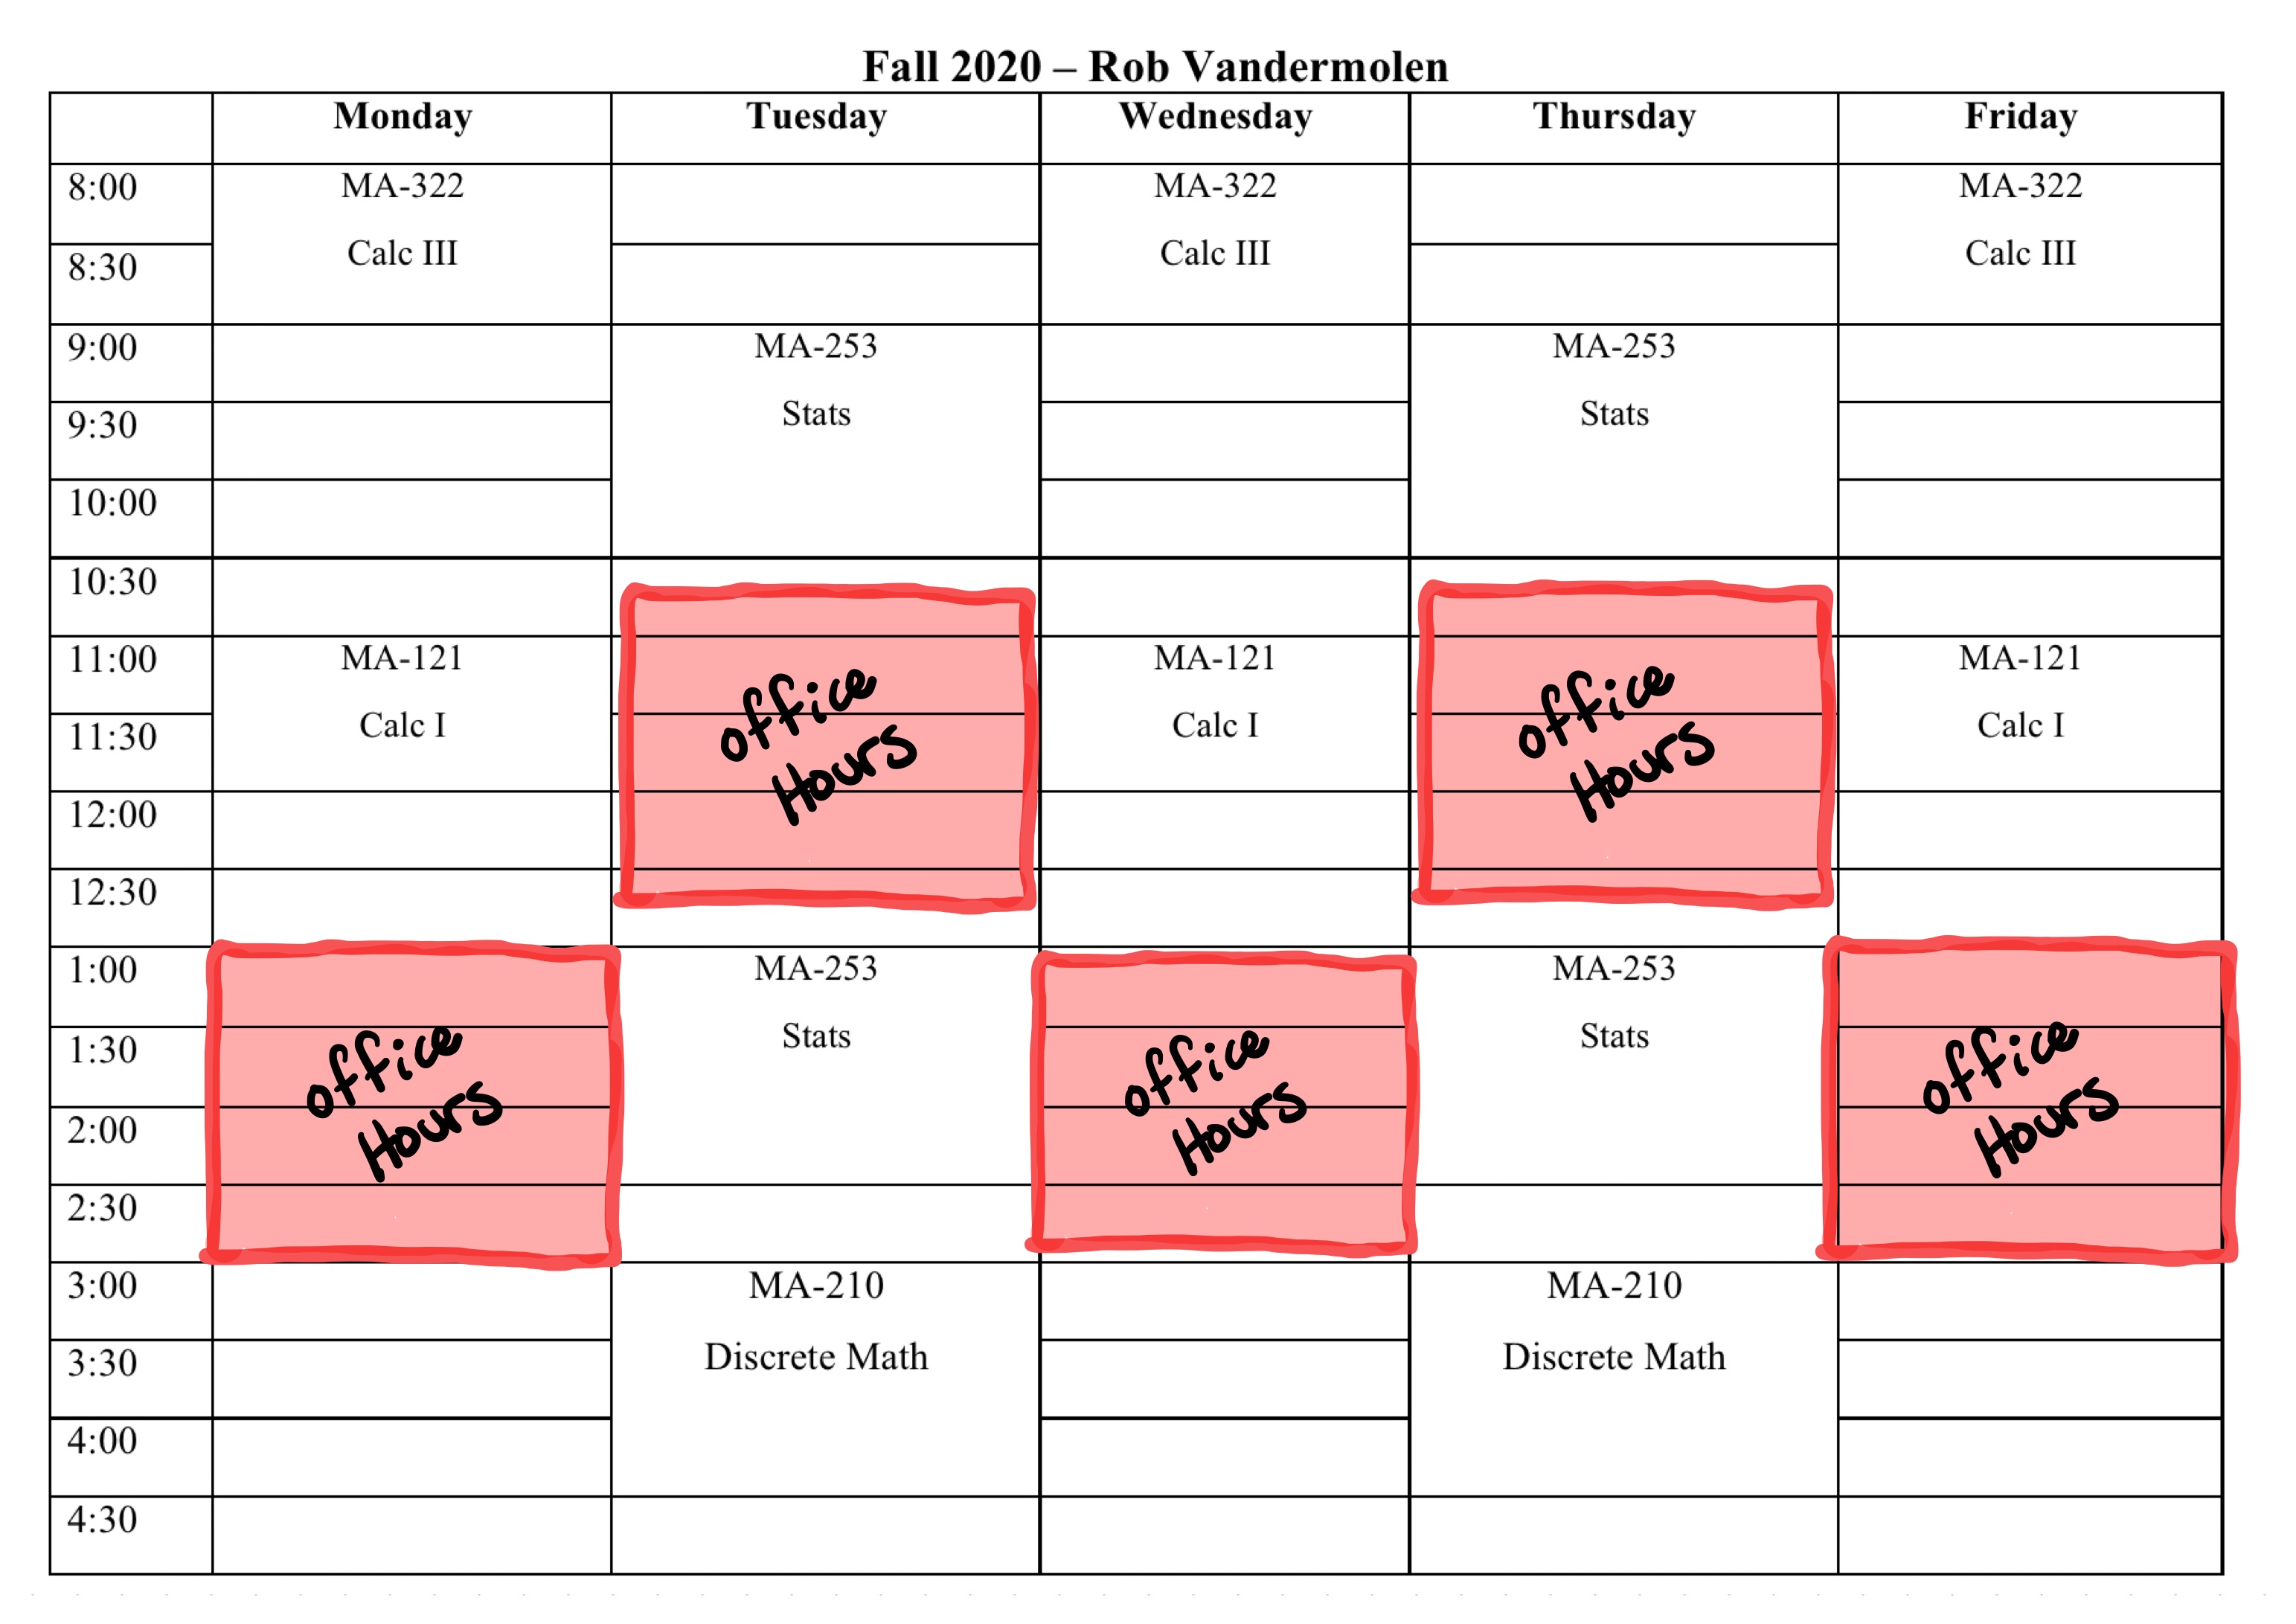 Fall 2020 – Rob Vandermolen
Monday Tuesday Wednesday Thursday Friday
8:00 MA-322 MA-322 MA-322
Calc III Calc III Calc III
8:30
9:00 MA-253 MA-253
Stats Stats
9:30
10:00
10:30
11:00 MA-121 office MA-121 office MA-121
Calc I Hours Calc I Hours Calc I
11:30
12:00
12:30
1:00 MA-253 MA-253
1:30 office Stats office Stats office
2:00 Hours Hours Hours
2:30
3:00 MA-210 MA-210
3:30 Discrete Math Discrete Math
4:00
4:30